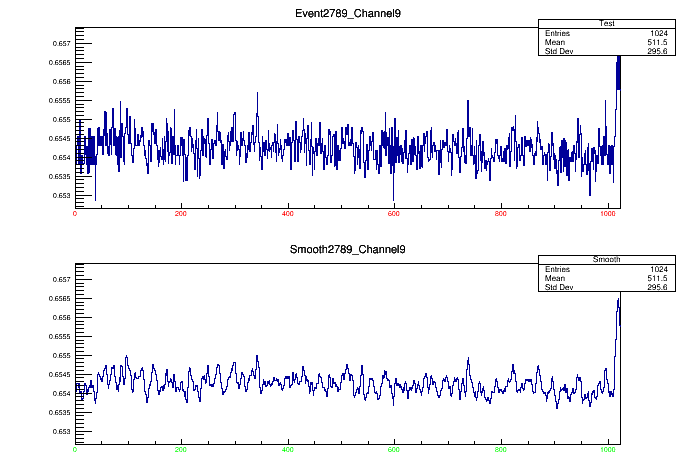 Event2789_Channel9
Test
Entries 1024
Mean 511.5
Std Dev 295.6
0.657
0.6565
0.656
0.6555
0.655
0.6545
0.654
0.6535
0.653
0 200 400 600 800 1000
Smooth2789_Channel9
Smooth
Entries 1024
Mean 511.5
Std Dev 295.6
0.657
0.6565
0.656
0.6555
0.655
0.6545
0.654
0.6535
0.653
0 200 400 600 800 1000